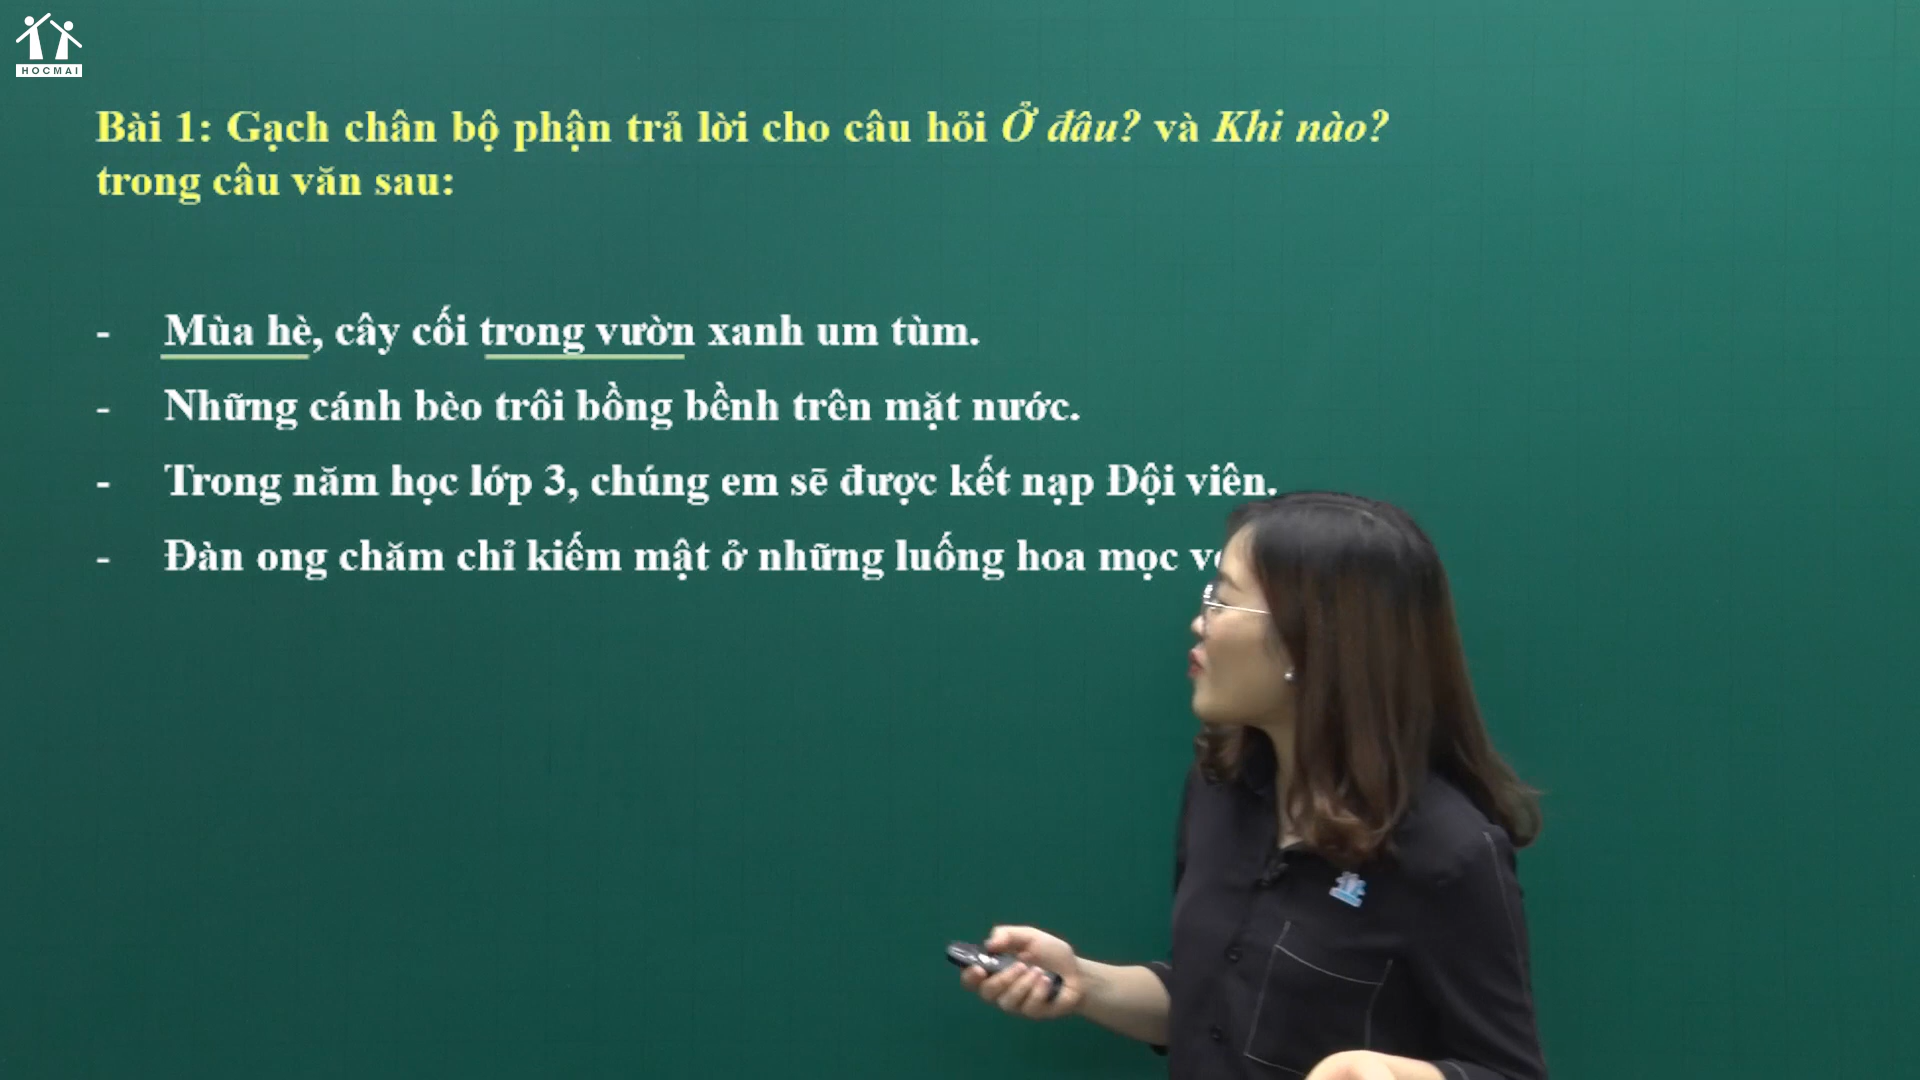 HOCMAI
Bài 1: Gạch chân bộ phận trả lời cho câu hỏi Ở đâu? và Khi nào?
trong câu văn sau:
- Mùa hè, cây cối trong vườn xanh um tùm.
- Những cánh bèo trôi bồng bềnh trên mặt nước.
- Trong năm học lớp 3, chúng em sẽ được kết nạp Đội viên.
- Đàn ong chăm chỉ kiếm mật ở những luống hoa mọc